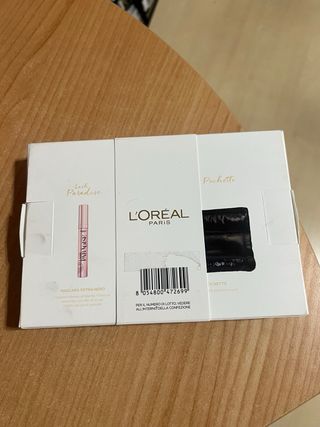 Lash
Paradise
PARADISE
MASCARA EXTRA-NERO
L'ORÉAL
PARIS
8 054800 472699
PER IL NUMERO DI LOTTO, VEDERE
ALL'INTERNO DELLA CONFEZIONE
Pochette